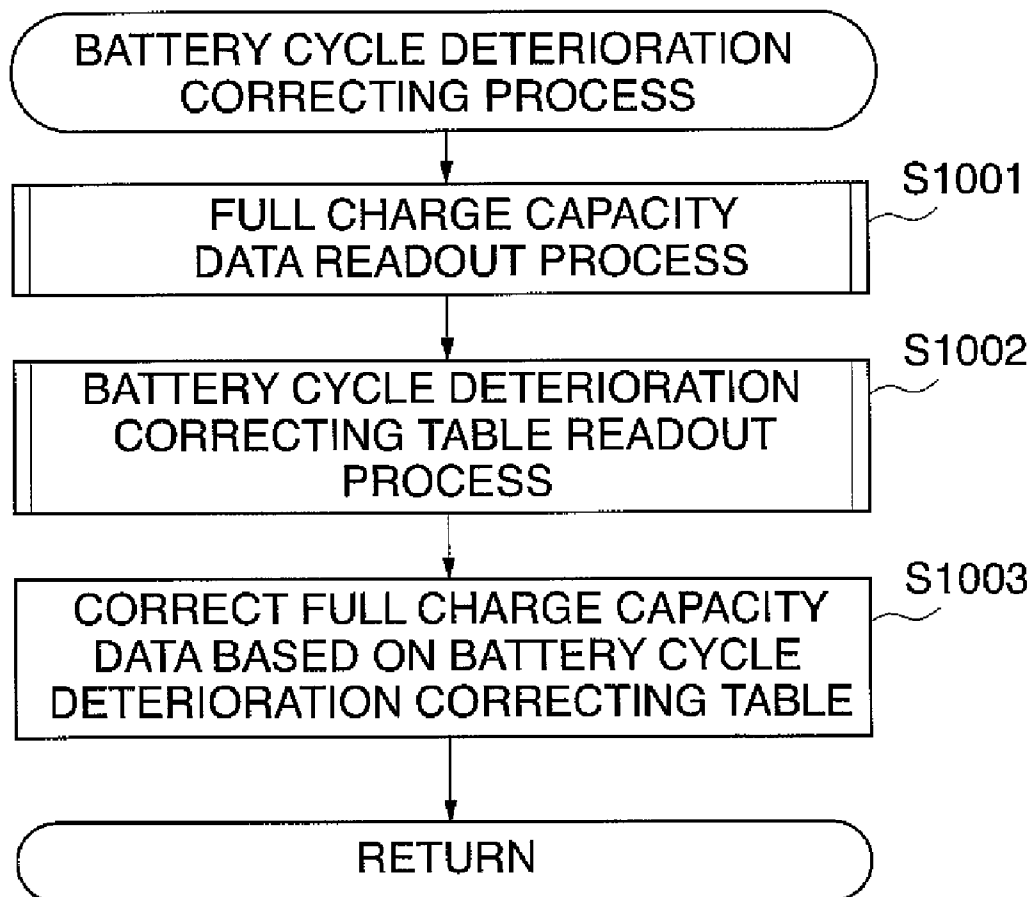 BATTERY CYCLE DETERIORATION
CORRECTING PROCESS
S1001
FULL CHARGE CAPACITY
DATA READOUT PROCESS
S1002
BATTERY CYCLE DETERIORATION
CORRECTING TABLE READOUT
PROCESS
S1003
CORRECT FULL CHARGE CAPACITY
DATA BASED ON BATTERY CYCLE
DETERIORATION CORRECTING TABLE
RETURN